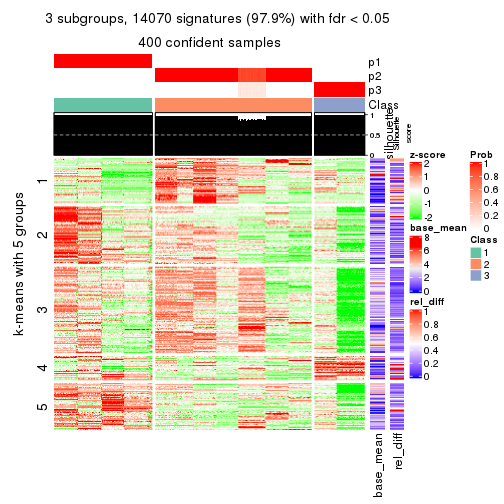 3 subgroups, 14070 signatures (97.9%) with fdr < 0.05
400 confident samples
p1
p2
p3
Class
silhouette
Silhouette
score
1
0.5
0
k-means with 5 groups
1
2
3
4
5
base_mean
rel_diff
z-score
2
1
0
-1
-2
base_mean
8
6
4
2
0
rel_diff
1
0.8
0.6
0.4
0.2
0
Prob
1
0.8
0.6
0.4
0.2
0
Class
1
2
3